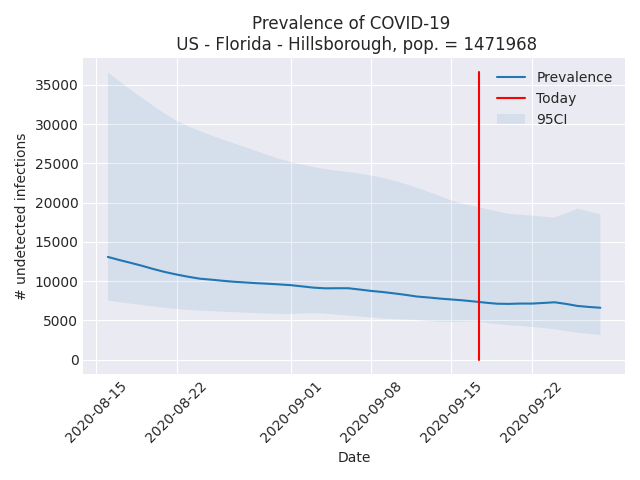 Prevalence of COVID-19
US - Florida - Hillsborough, pop. = 1471968
Prevalence
Today
95CI
# undetected infections
35000
30000
25000
20000
15000
10000
5000
0
2020-08-15
2020-08-22
2020-09-01
2020-09-08
2020-09-15
2020-09-22
Date